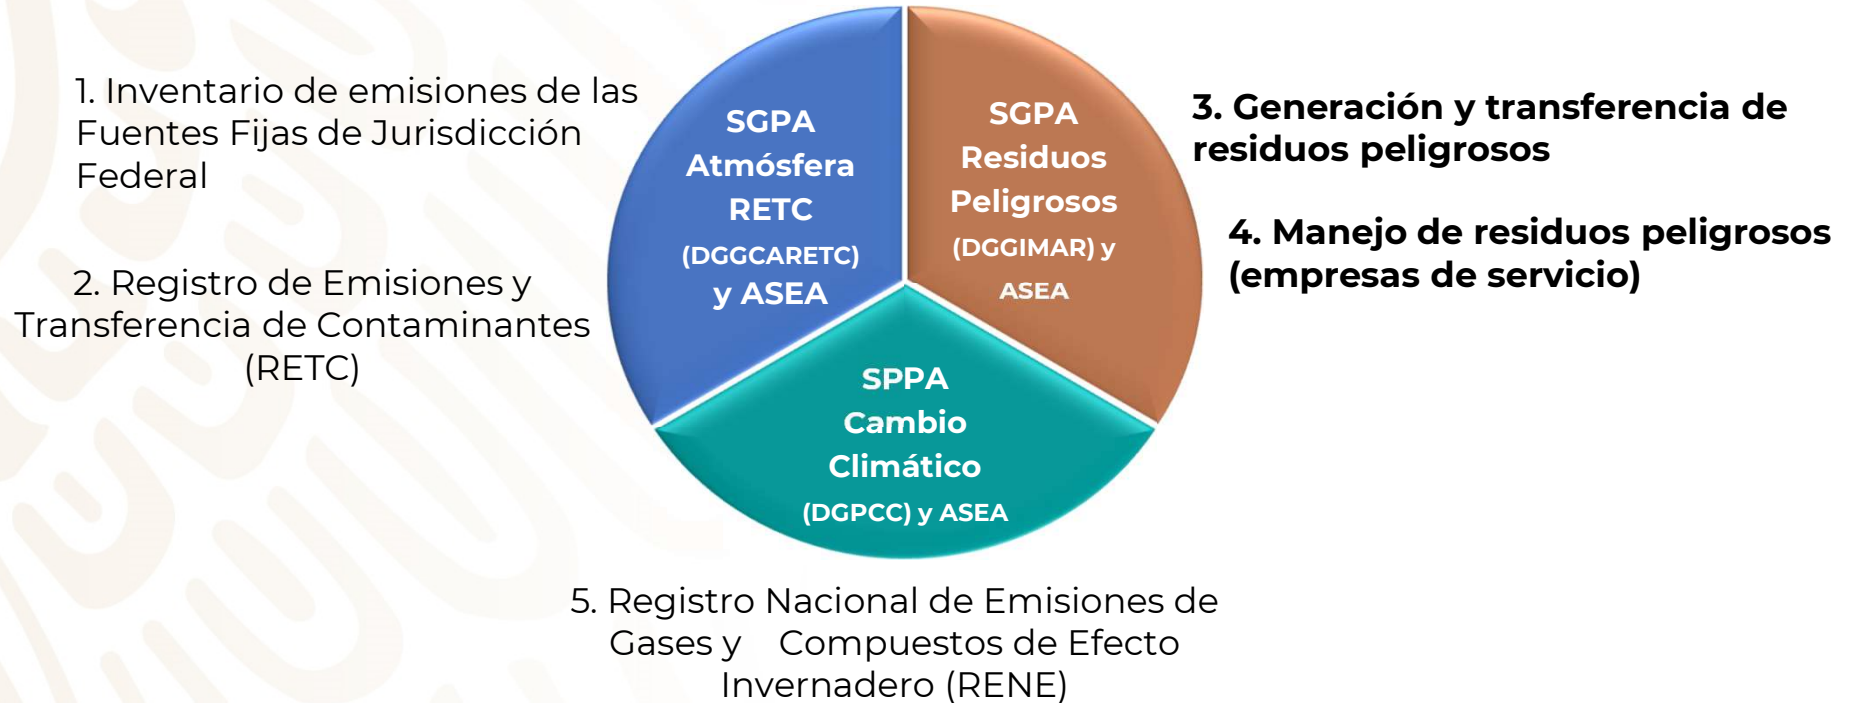 1. Inventario de emisiones de las
Fuentes Fijas de Jurisdicción
Federal
2. Registro de Emisiones y
Transferencia de Contaminantes
(RETC)
SGPA
Atmósfera
RETC
(DGGCARETC)
y ASEA
SGPA
Residuos
Peligrosos
(DGGIMAR) y
ASEA
3. Generación y transferencia de
residuos peligrosos
4. Manejo de residuos peligrosos
(empresas de servicio)
SPPA
Cambio
Climático
(DGPCC) y ASEA
5. Registro Nacional de Emisiones de
Gases y Compuestos de Efecto
Invernadero (RENE)